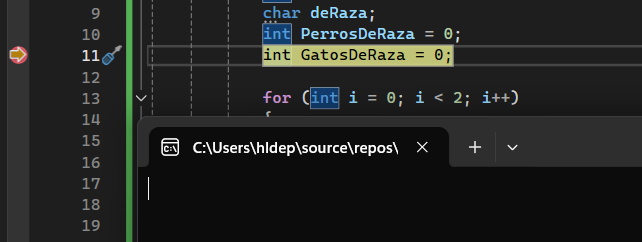 9 char deRaza;
10 int PerrosDeRaza = 0;
11 int GatosDeRaza = 0;
12
13 for (int i = 0; i < 2; i++)
14 {
15 C:\Users\hldep\source\repos\
16
17
18
19